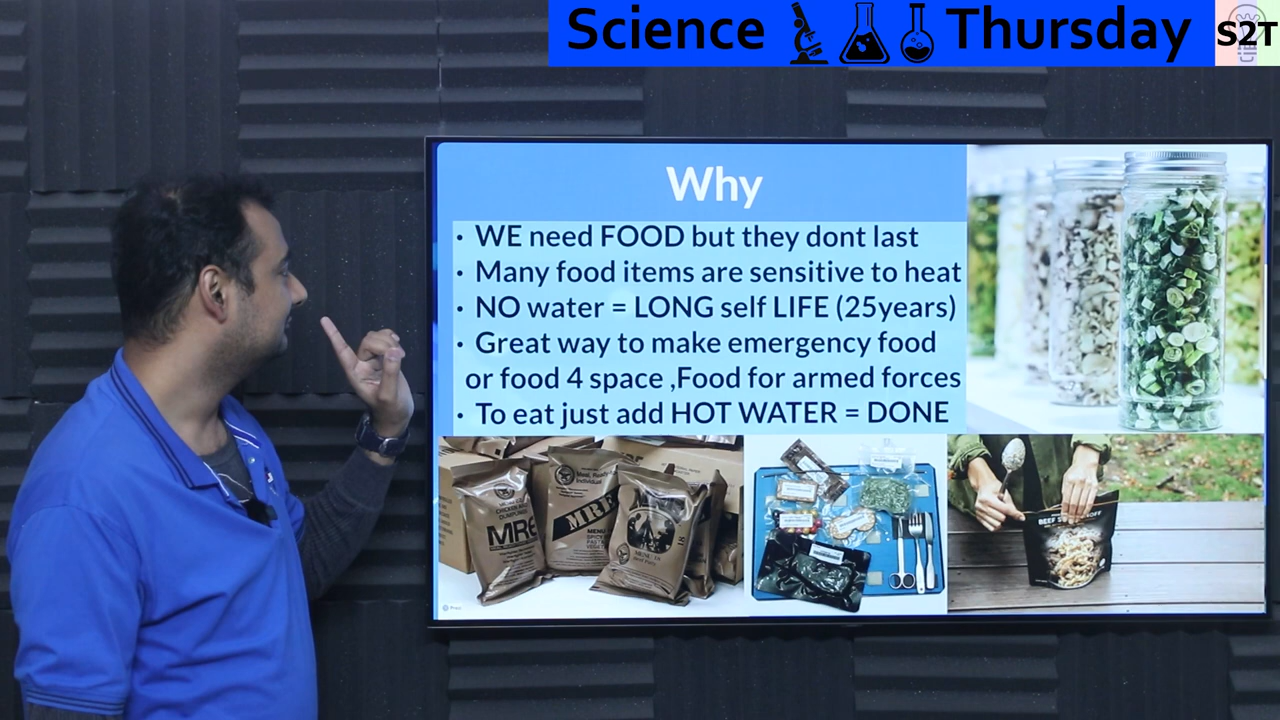 Science Thursday
S2T
Why
• WE need FOOD but they dont last
• Many food items are sensitive to heat
• NO water = LONG self LIFE (25years)
• Great way to make emergency food
or food 4 space ,Food for armed forces
• To eat just add HOT WATER = DONE
MRE
MRE
MENU
BEEF
Prezi